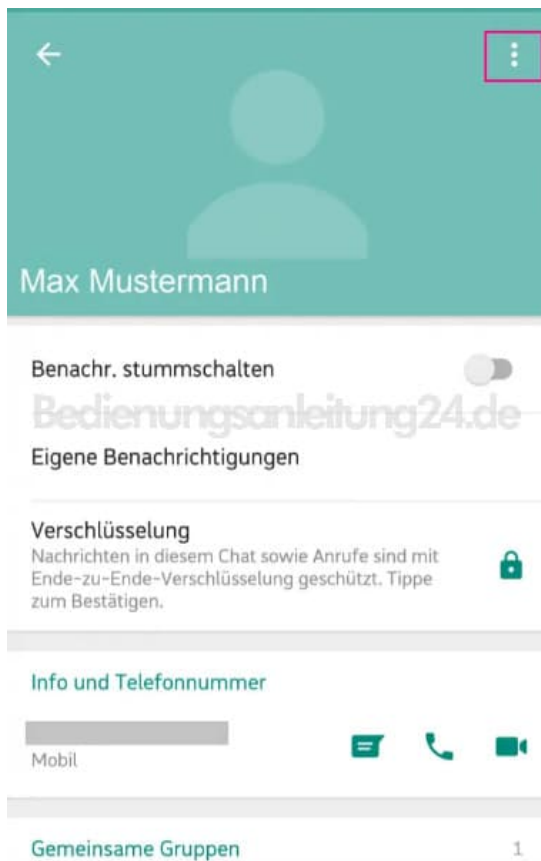 Max Mustermann
Benachr. stummschalten
Bedienungsanleitung24.de
Eigene Benachrichtigungen
Verschlüsselung
Nachrichten in diesem Chat sowie Anrufe sind mit
Ende-zu-Ende-Verschlüsselung geschützt. Tippe
zum Bestätigen.
Info und Telefonnummer
Mobil
Gemeinsame Gruppen 1